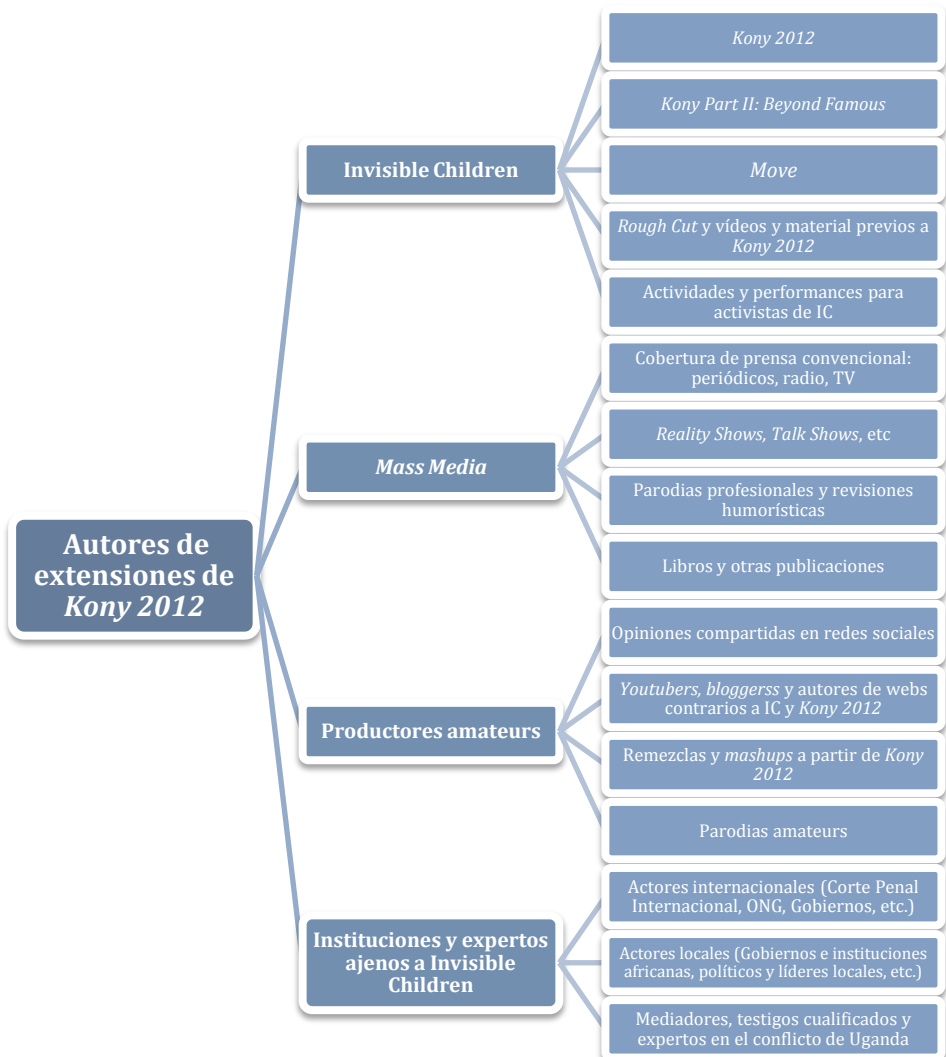 Autores de
extensiones de
Kony 2012
Invisible Children
Kony 2012
Kony Part II: Beyond Famous
Move
Rough Cut y vídeos y material previos a
Kony 2012
Actividades y performances para
activistas de IC
Mass Media
Cobertura de prensa convencional:
periódicos, radio, TV
Reality Shows, Talk Shows, etc
Parodias profesionales y revisiones
humorísticas
Libros y otras publicaciones
Productores amateurs
Opiniones compartidas en redes sociales
Youtubers, bloggerss y autores de webs
contrarios a IC y Kony 2012
Remezclas y mashups a partir de Kony
2012
Parodias amateurs
Instituciones y expertos
ajenos a Invisible
Children
Actores internacionales (Corte Penal
Internacional, ONG, Gobiernos, etc.)
Actores locales (Gobiernos e instituciones
africanas, políticos y líderes locales, etc.)
Mediadores, testigos cualificados y
expertos en el conflicto de Uganda